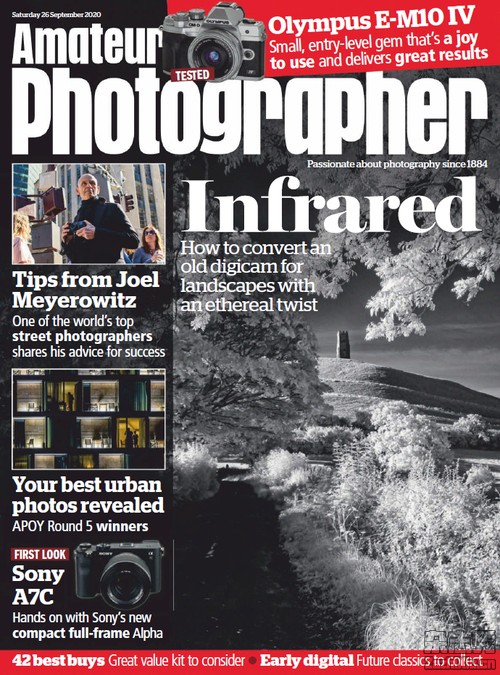 Saturday 26 September 2020
Amateur
Photographer
TESTED
Olympus E-M10 IV
Small, entry-level gem that's a joy
to use and delivers great results
Passionate about photography since 1884
Infrared
How to convert an
old digicam for
landscapes with
an ethereal twist
Tips from Joel
Meyerowitz
One of the world's top
street photographers
shares his advice for success
Your best urban
photos revealed
APOY Round 5 winners
FIRST LOOK
Sony
A7C
SONY
Hands on with Sony's new
compact full-frame Alpha
42 best buys Great value kit to consider ● Early digital Future classics to collect